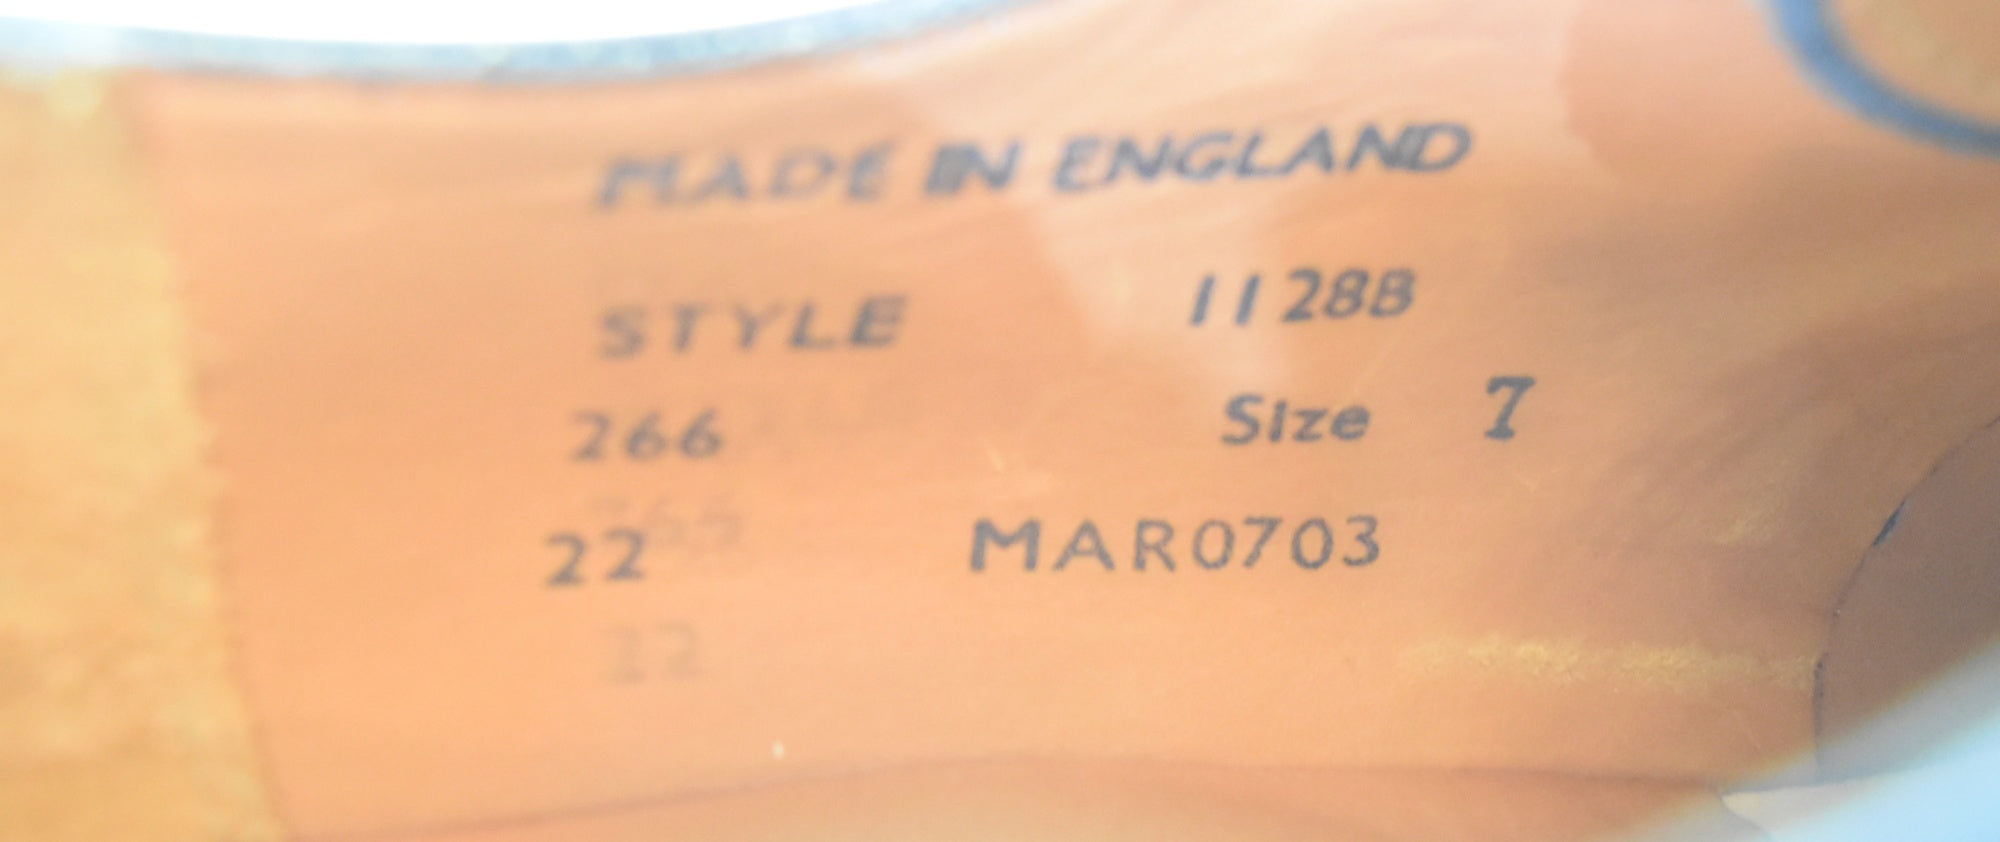 MADE IN ENGLAND
STYLE 1128B
266 Size 7
22 MAR0703